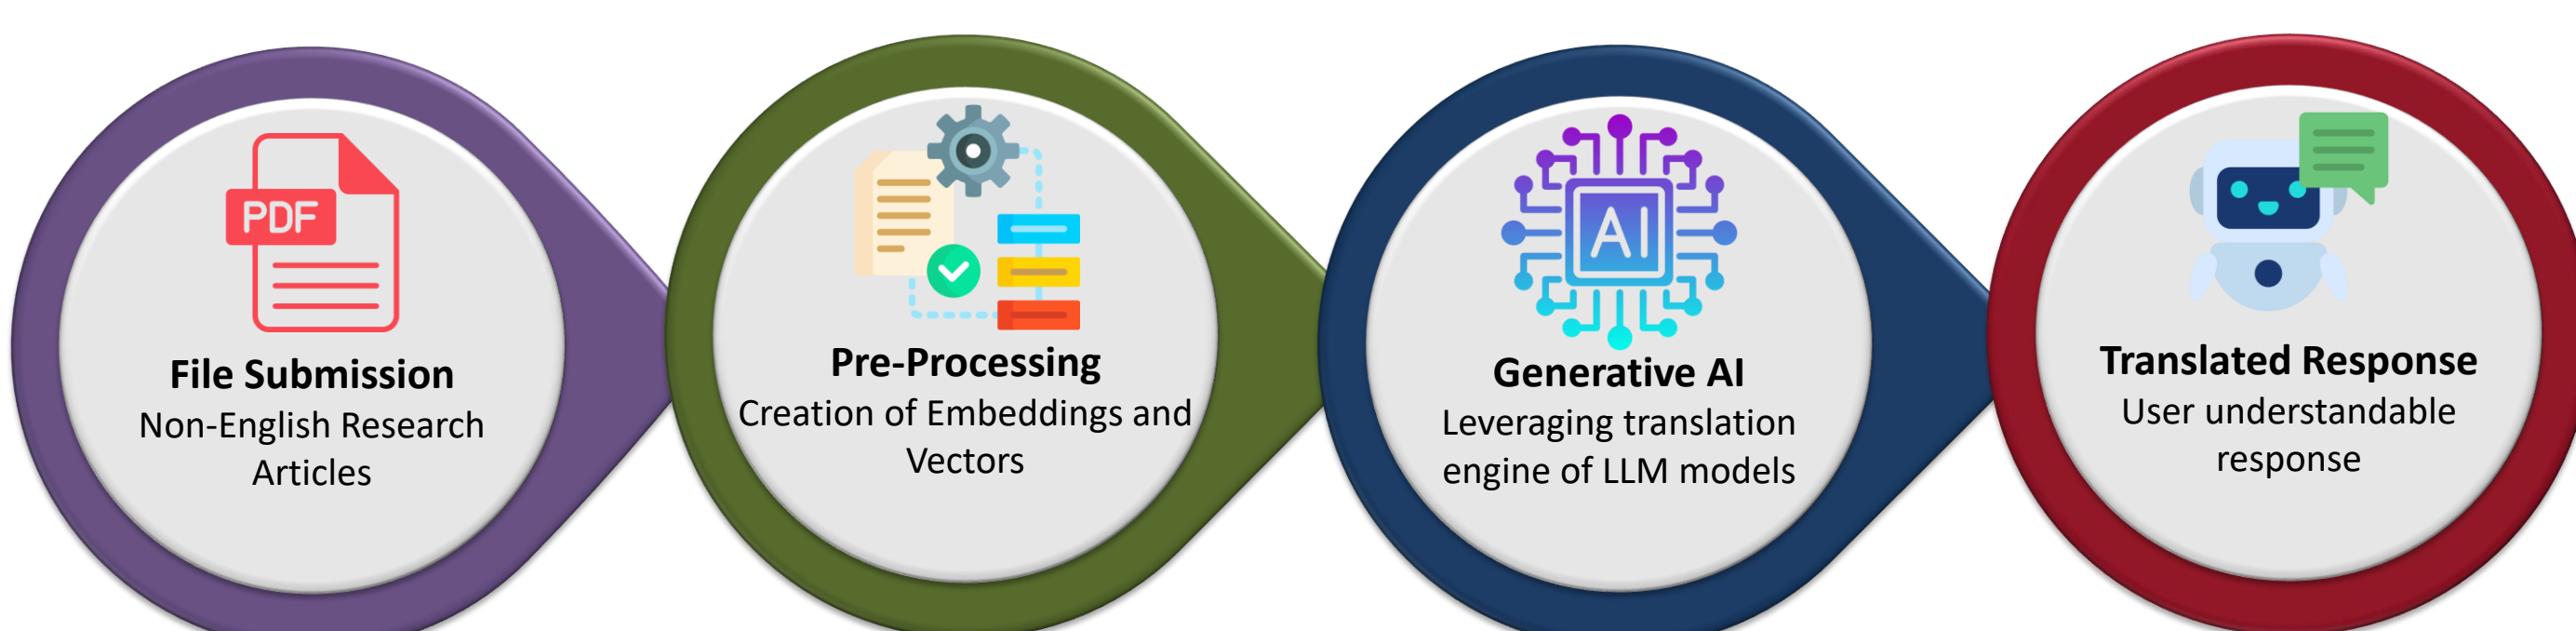 PDF
File Submission
Non-English Research
Articles
Pre-Processing
Creation of Embeddings and
Vectors
AI
Generative AI
Leveraging translation
engine of LLM models
Translated Response
User understandable
response